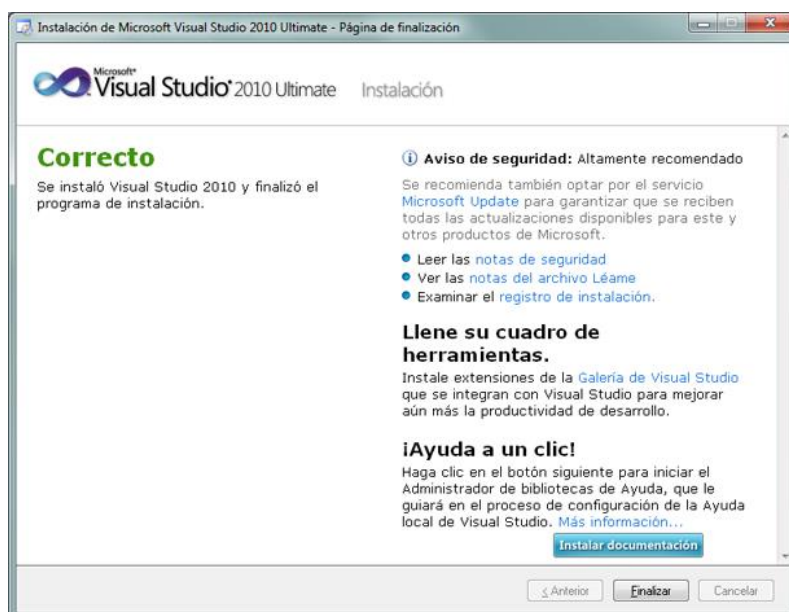 Instalación de Microsoft Visual Studio 2010 Ultimate - Página de finalización
Microsoft®
Visual Studio® 2010 Ultimate Instalación
Correcto
Se instaló Visual Studio 2010 y finalizó el
programa de instalación.
Aviso de seguridad: Altamente recomendado
Se recomienda también optar por el servicio
Microsoft Update para garantizar que se reciben
todas las actualizaciones disponibles para este y
otros productos de Microsoft.
Leer las notas de seguridad
Ver las notas del archivo Léame
Examinar el registro de instalación.
Llene su cuadro de
herramientas.
Instale extensiones de la Galería de Visual Studio
que se integran con Visual Studio para mejorar
aún más la productividad de desarrollo.
¡Ayuda a un clic!
Haga clic en el botón siguiente para iniciar el
Administrador de bibliotecas de Ayuda, que le
guiará en el proceso de configuración de la Ayuda
local de Visual Studio. Más información...
Instalar documentación
< Anterior Finalizar Cancelar